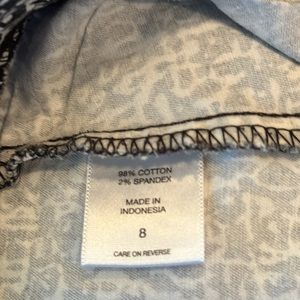 98% COTTON
2% SPANDEX
MADE IN
INDONESIA
8
CARE ON REVERSE